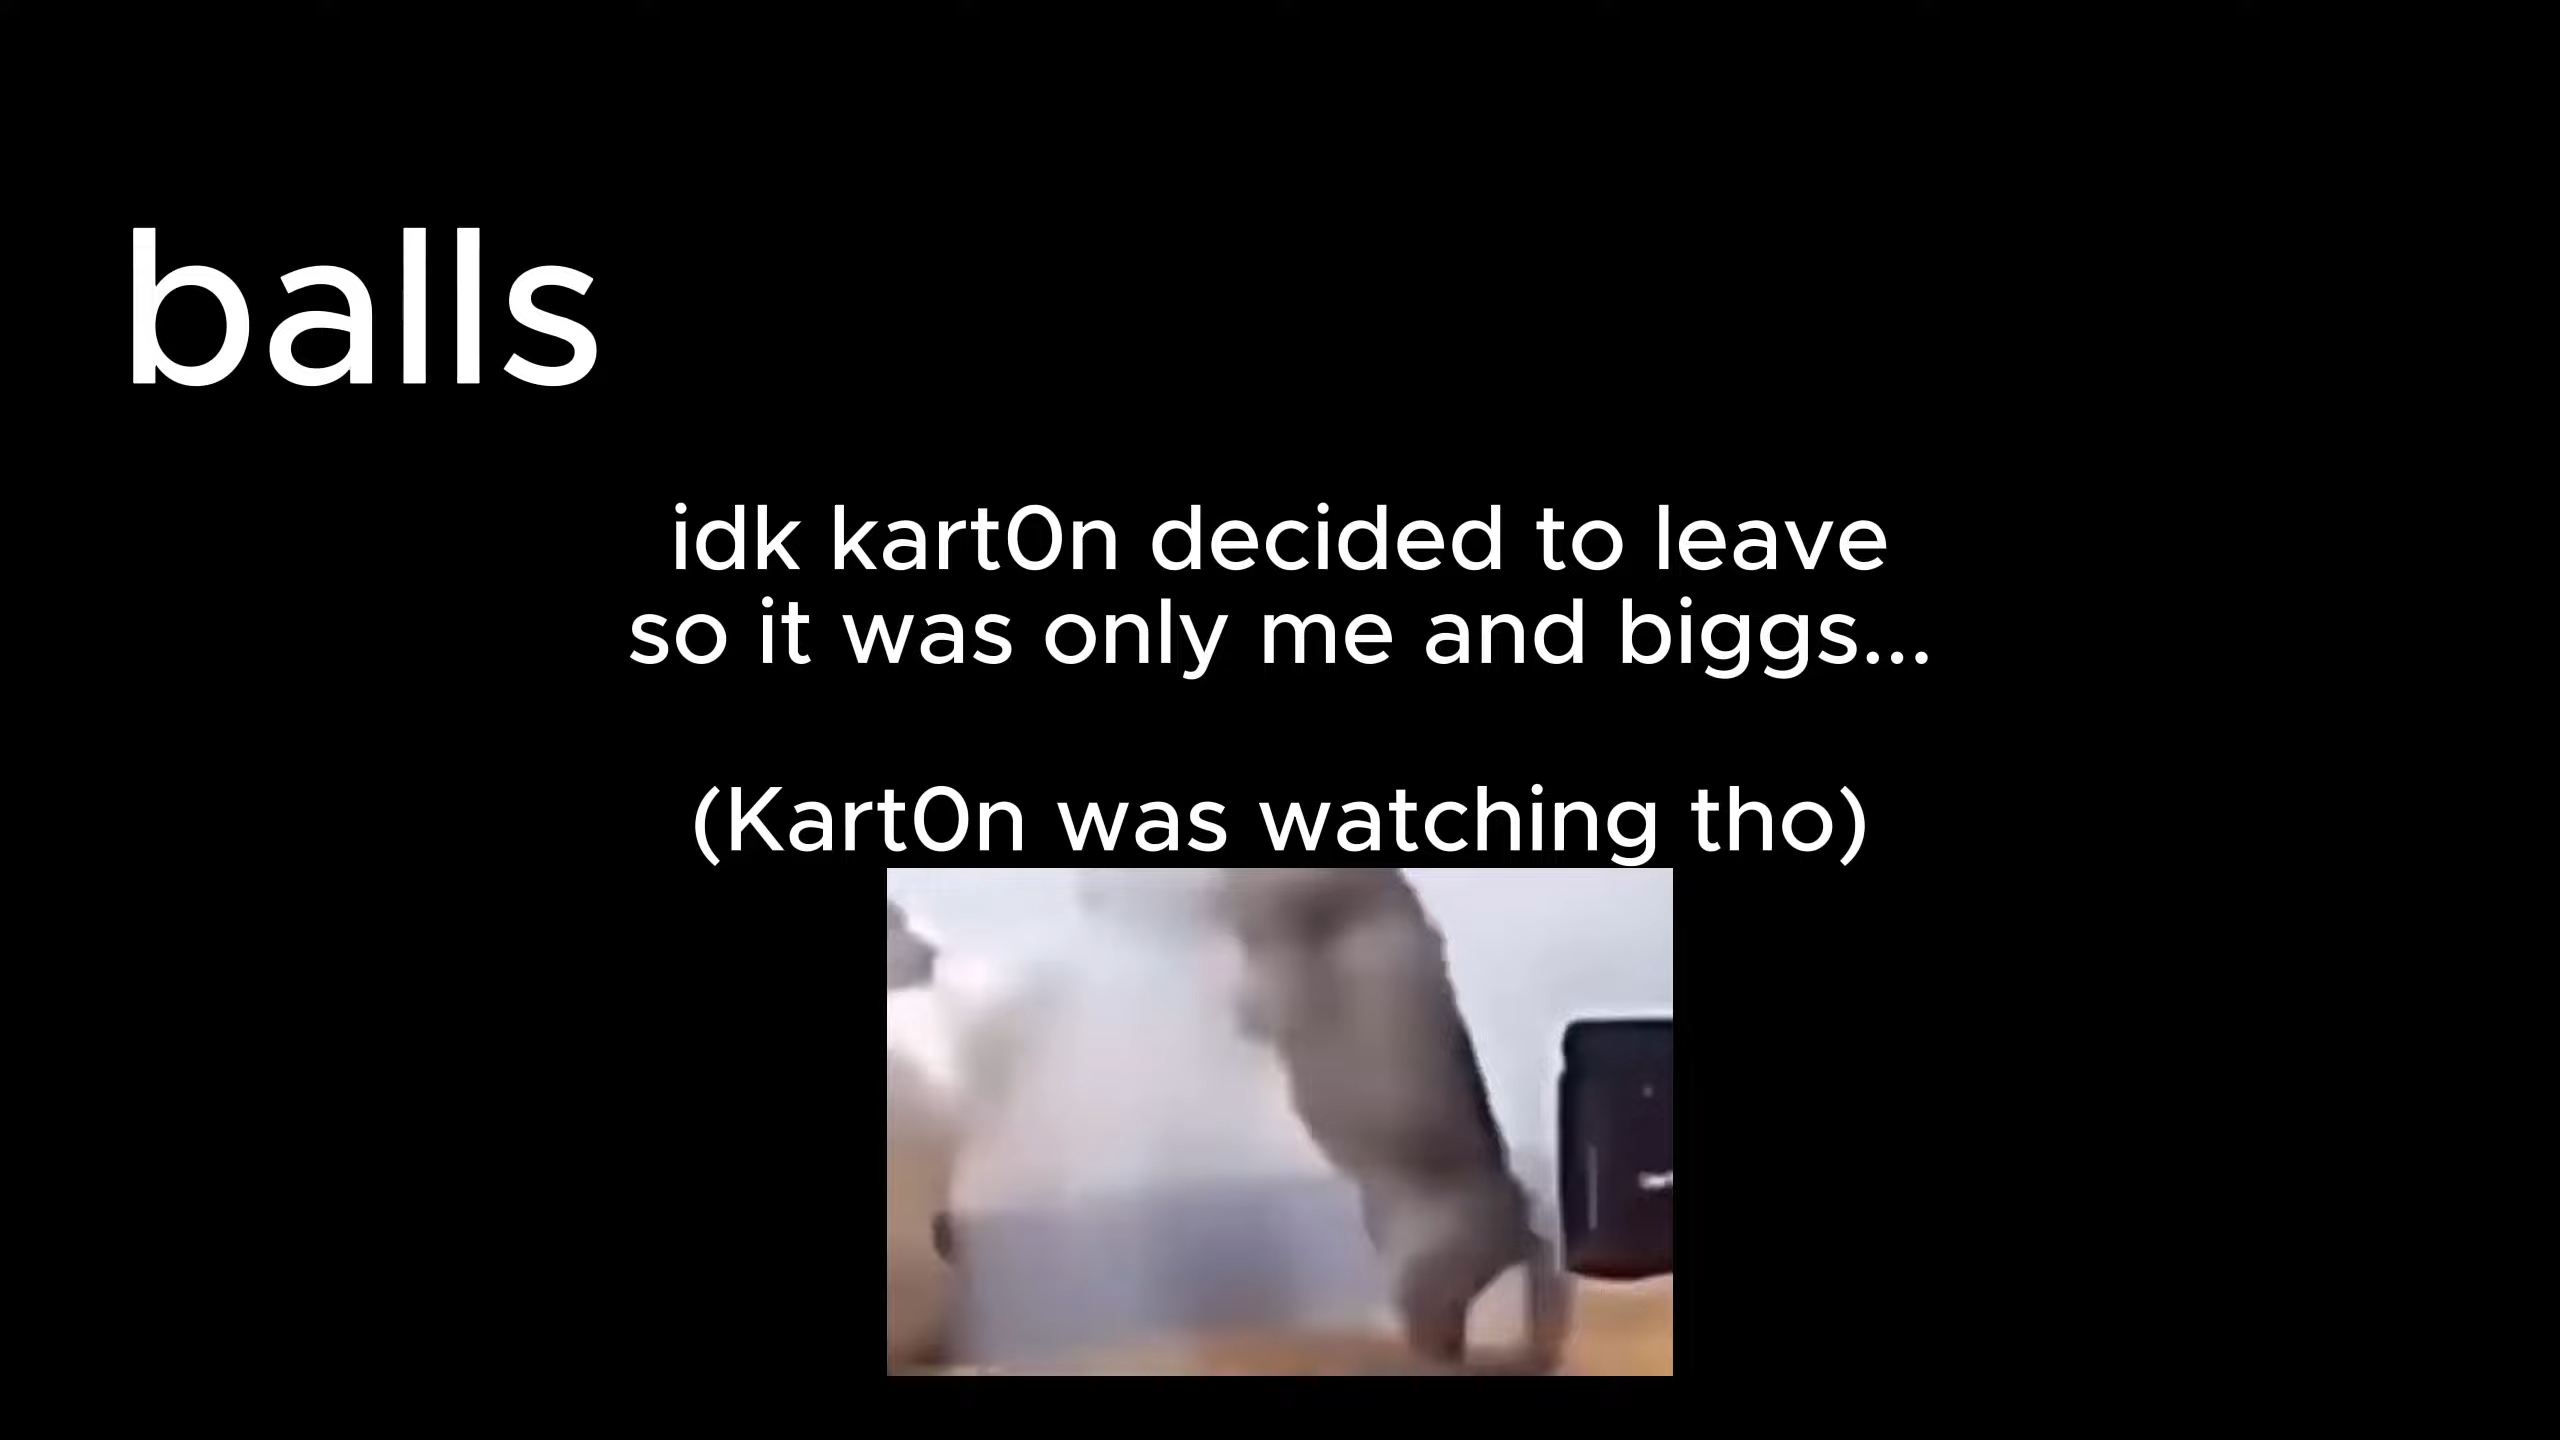 balls
idk kart0n decided to leave
so it was only me and biggs...
(Kart0n was watching tho)